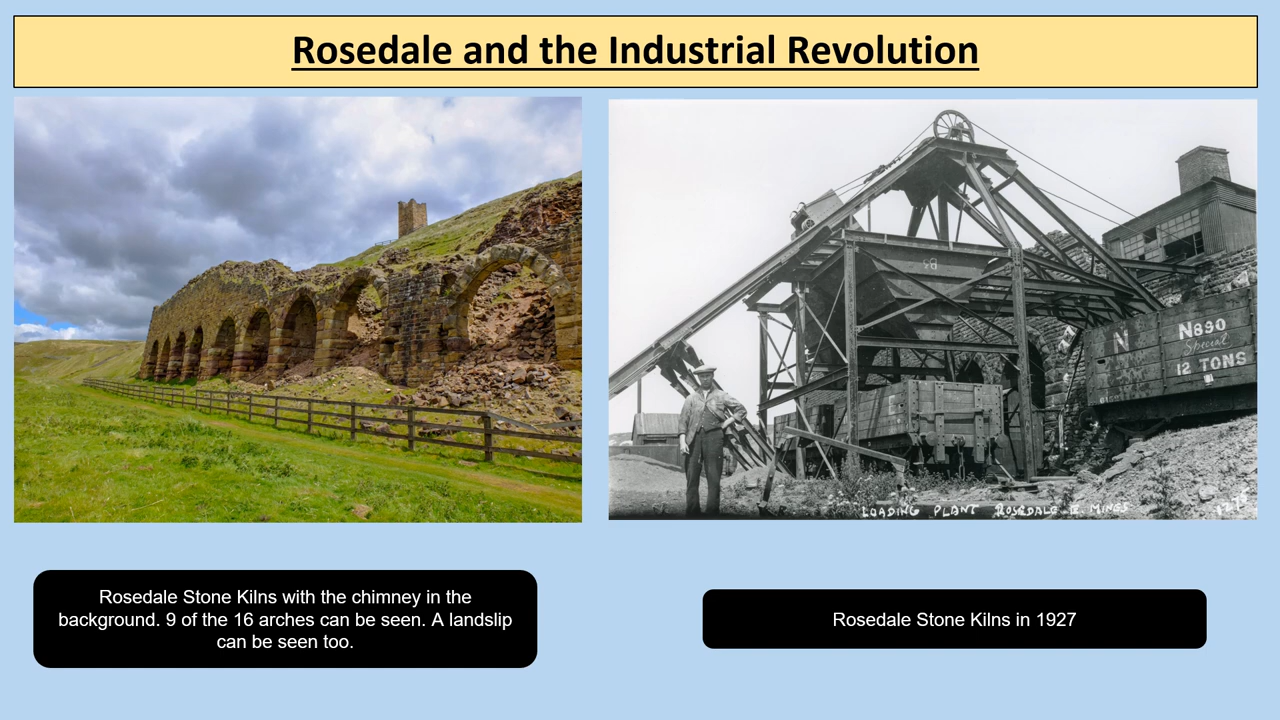 Rosedale and the Industrial Revolution
N
N890
Special
12 TONS
LOADING PLANT ROSEDALE E. MINES
Rosedale Stone Kilns with the chimney in the
background. 9 of the 16 arches can be seen. A landslip
can be seen too.
Rosedale Stone Kilns in 1927